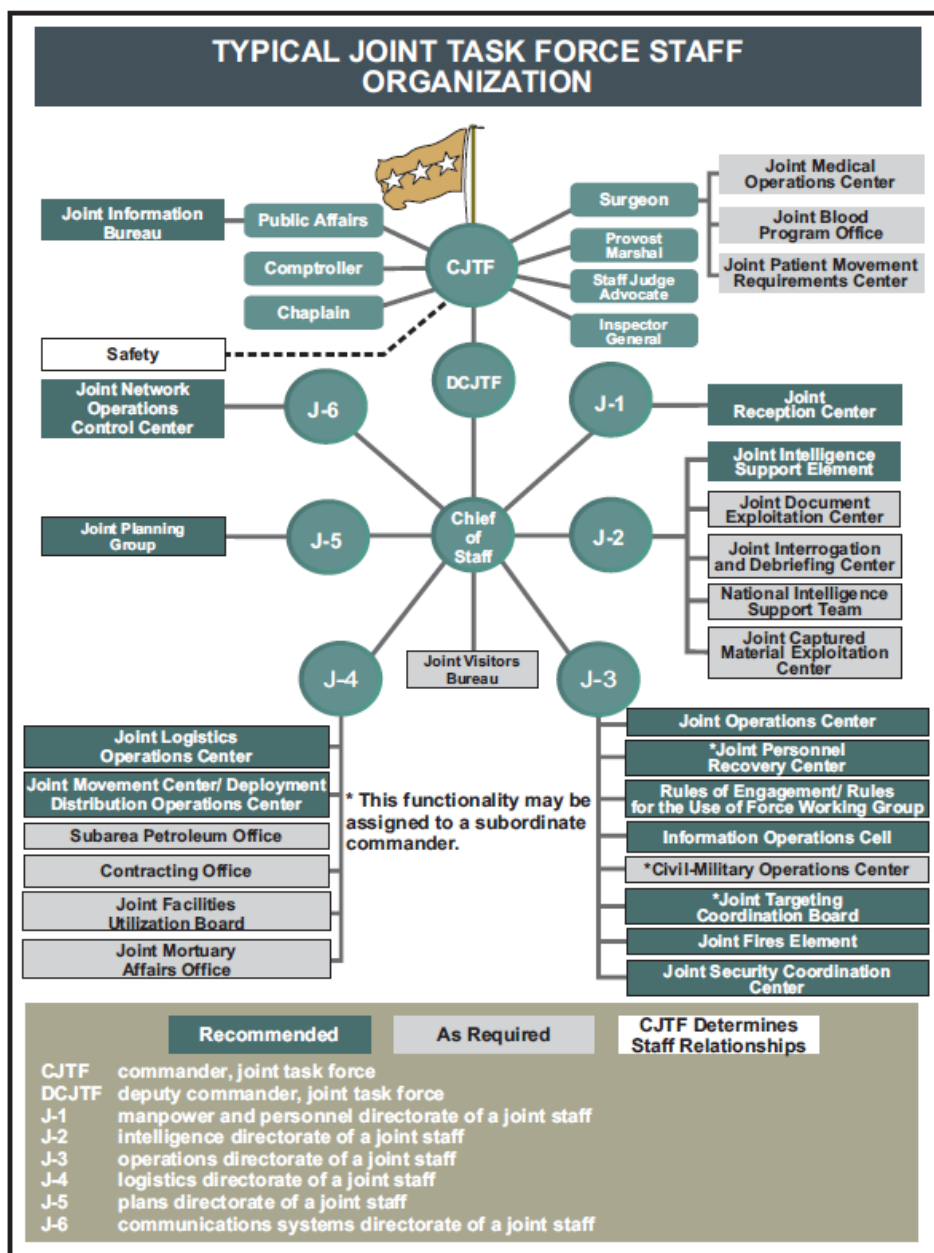 TYPICAL JOINT TASK FORCE STAFF
ORGANIZATION
Joint Information
Bureau
Public Affairs
Comptroller
Chaplain
Safety
CJTF
Surgeon
Provost
Marshal
Staff Judge
Advocate
Inspector
General
Joint Medical
Operations Center
Joint Blood
Program Office
Joint Patient Movement
Requirements Center
DCJTF
Joint Network
Operations
Control Center
J-6
J-1
Joint
Reception Center
Joint Planning
Group
J-5
Chief
of
Staff
J-2
Joint Intelligence
Support Element
Joint Document
Exploitation Center
Joint Interrogation
and Debriefing Center
National Intelligence
Support Team
Joint Captured
Material Exploitation
Center
J-4
Joint Visitors
Bureau
J-3
Joint Logistics
Operations Center
Joint Movement Center/ Deployment
Distribution Operations Center
Subarea Petroleum Office
Contracting Office
Joint Facilities
Utilization Board
Joint Mortuary
Affairs Office
* This functionality may be
assigned to a subordinate
commander.
Joint Operations Center
*Joint Personnel
Recovery Center
Rules of Engagement/ Rules
for the Use of Force Working Group
Information Operations Cell
*Civil-Military Operations Center
*Joint Targeting
Coordination Board
Joint Fires Element
Joint Security Coordination
Center
Recommended
As Required
CJTF Determines
Staff Relationships
CJTF commander, joint task force
DCJTF deputy commander, joint task force
J-1 manpower and personnel directorate of a joint staff
J-2 intelligence directorate of a joint staff
J-3 operations directorate of a joint staff
J-4 logistics directorate of a joint staff
J-5 plans directorate of a joint staff
J-6 communications systems directorate of a joint staff